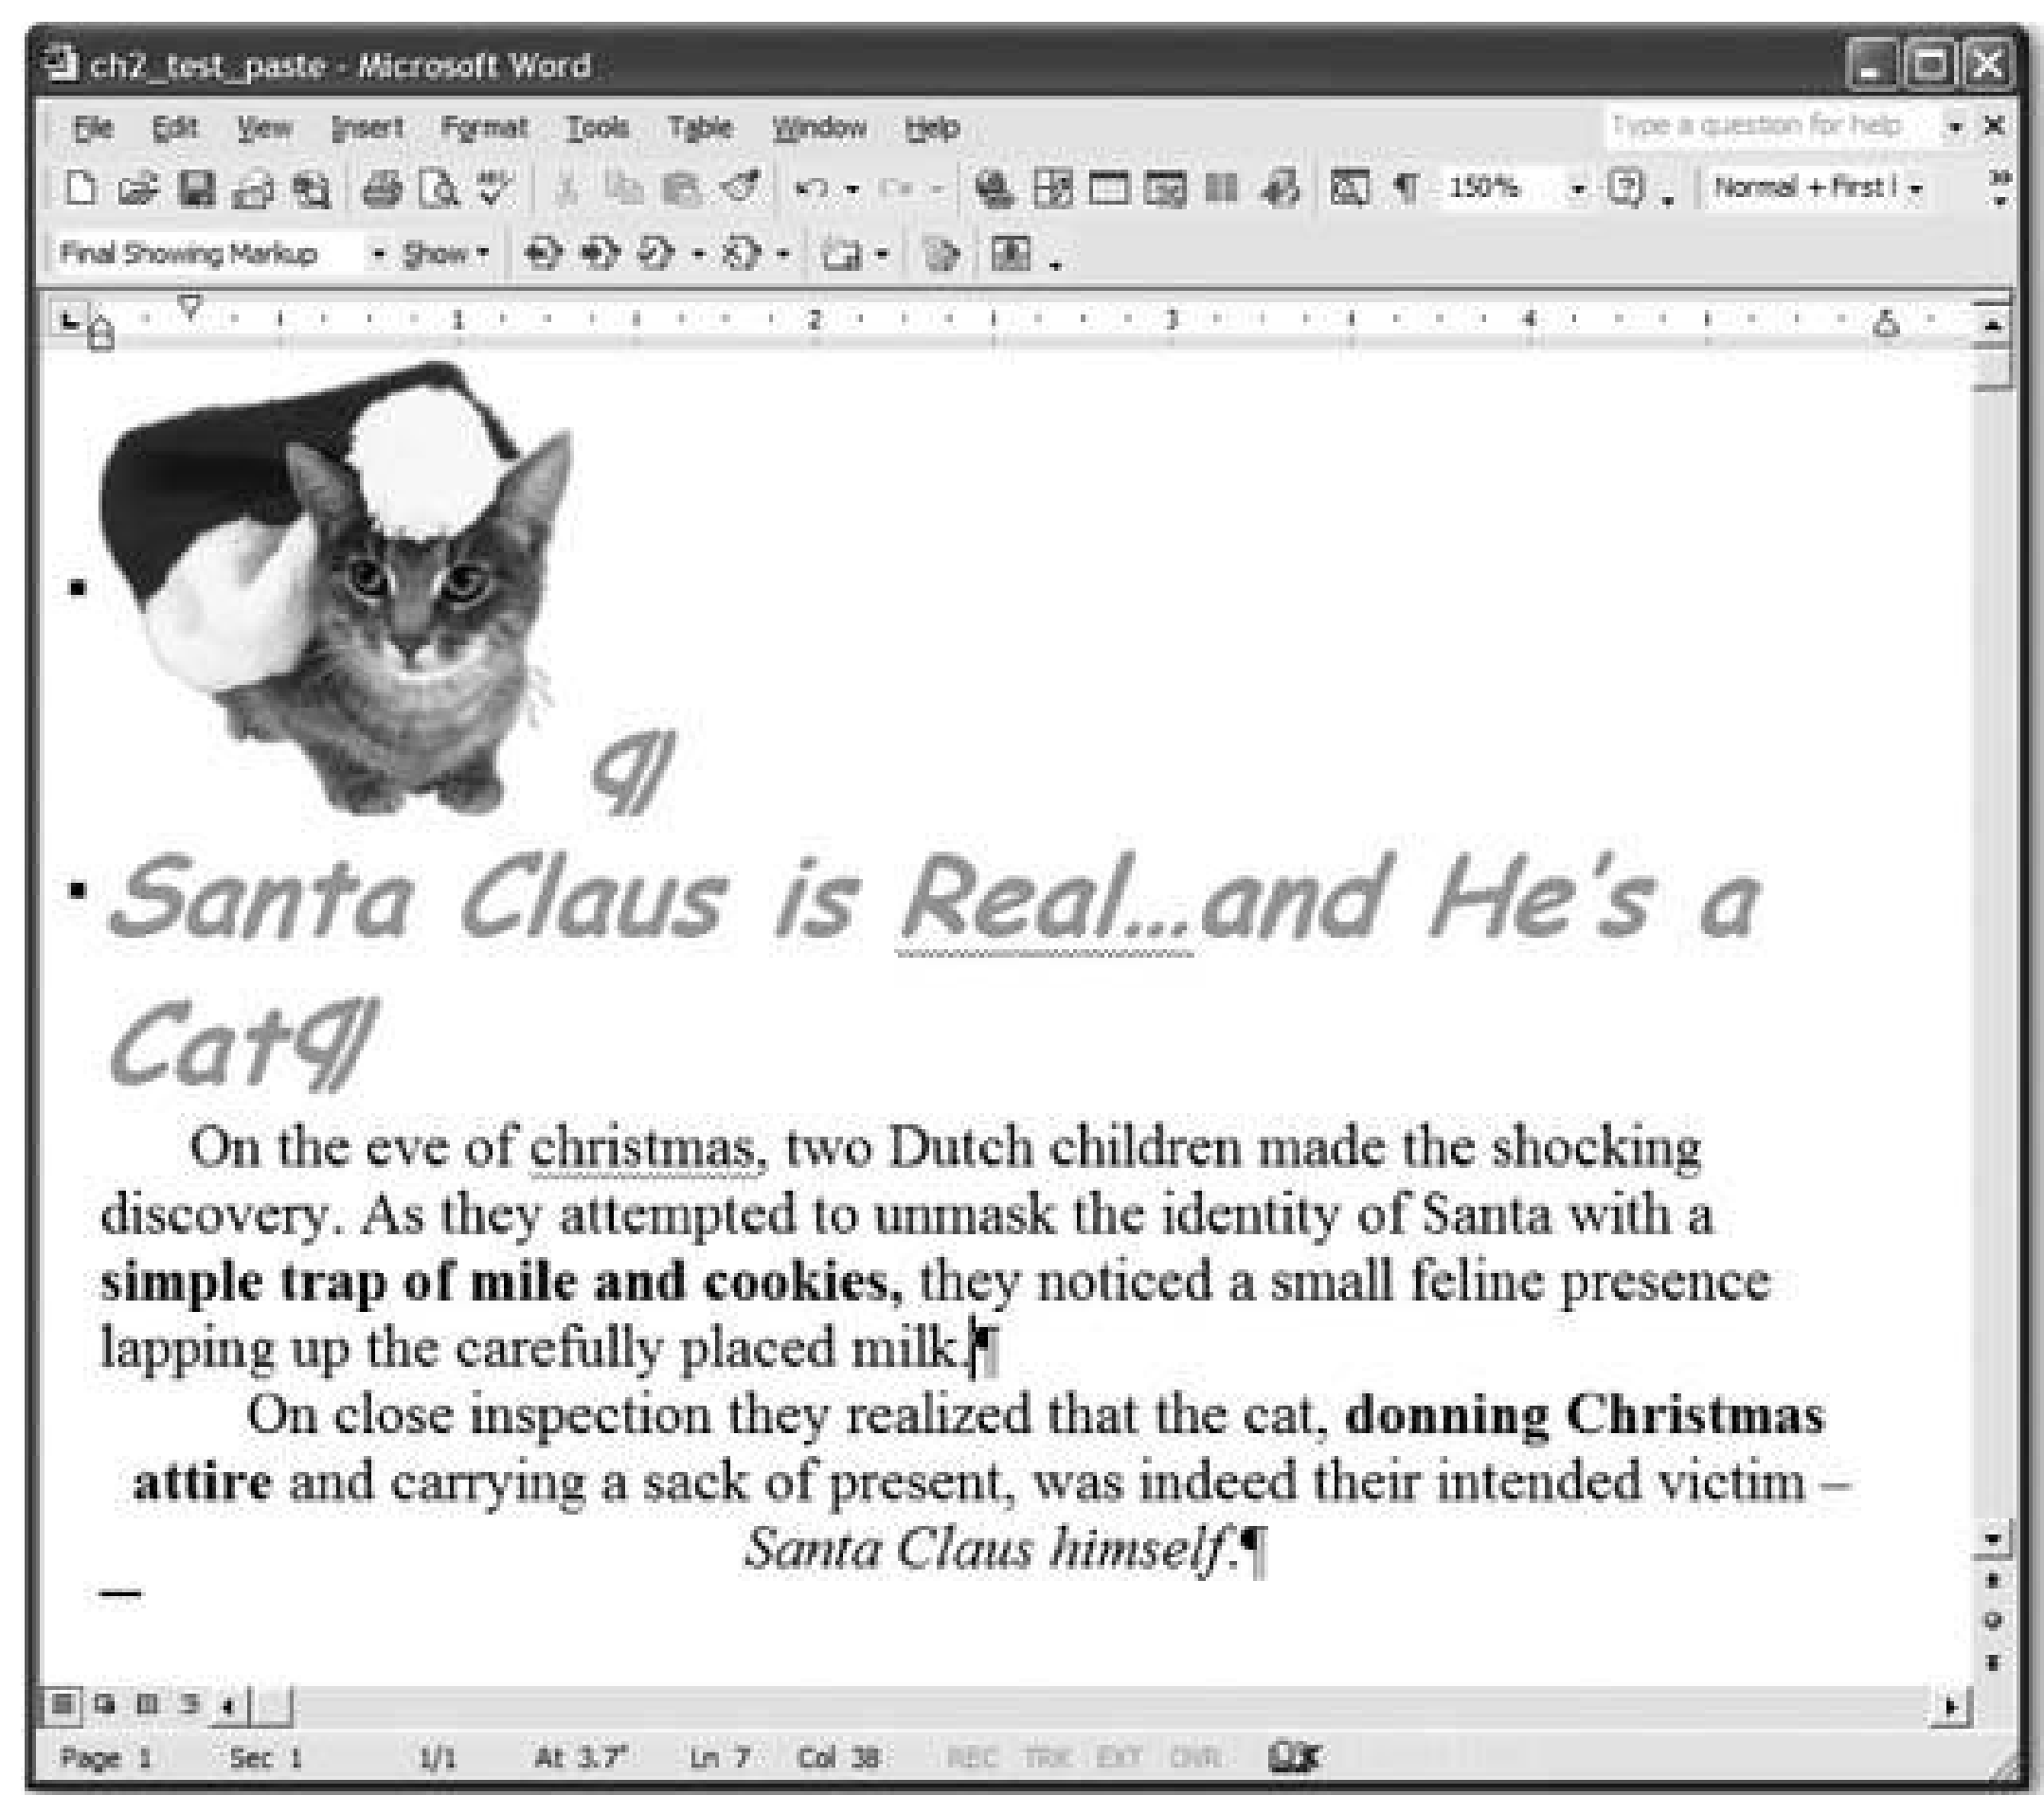 ch2_test_paste - Microsoft Word
File Edit View Insert Format Tools Table Window Help Type a question for help
150% Normal + First l
Final Showing Markup Show
1 2 3 4
¶
Santa Claus is Real...and He's a
Cat¶
On the eve of christmas, two Dutch children made the shocking
discovery. As they attempted to unmask the identity of Santa with a
simple trap of mile and cookies, they noticed a small feline presence
lapping up the carefully placed milk.¶
On close inspection they realized that the cat, donning Christmas
attire and carrying a sack of present, was indeed their intended victim –
Santa Claus himself.¶
Page 1 Sec 1 1/1 At 3.7" Ln 7 Col 38 REC TRK EXT OVR